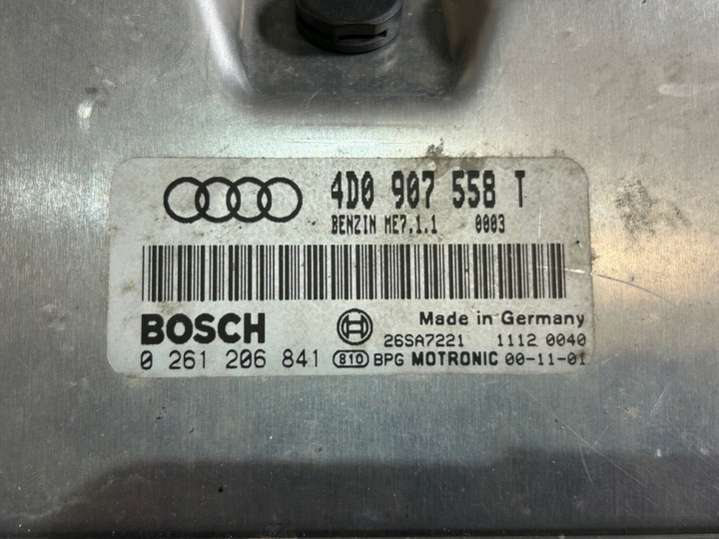 4D0 907 558 T
BENZIN ME7.1.1 0003
BOSCH Made in Germany
26SA7221 1112 0040
0 261 206 841 810 BPG MOTRONIC 00-11-01